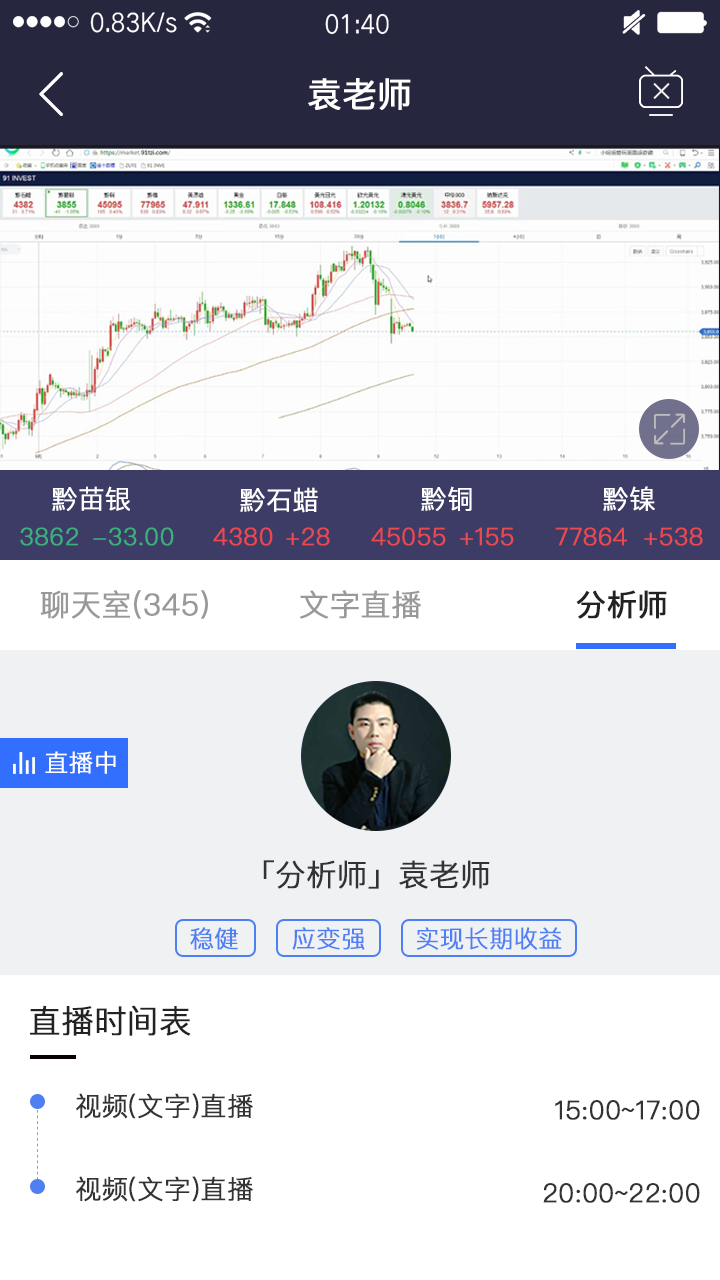 0.83K/s 01:40
袁老师
https://market.91tzi.com/
91 INVEST
4382 3855 45095 77965 47.911 1336.61 17.848 108.416 1.20132 0.8046 3836.7 5957.28
黔苗银 黔石蜡 黔铜 黔镍
3862 -33.00 4380 +28 45055 +155 77864 +538
聊天室(345) 文字直播 分析师
直播中
「分析师」袁老师
稳健 应变强 实现长期收益
直播时间表
视频(文字)直播 15:00~17:00
视频(文字)直播 20:00~22:00